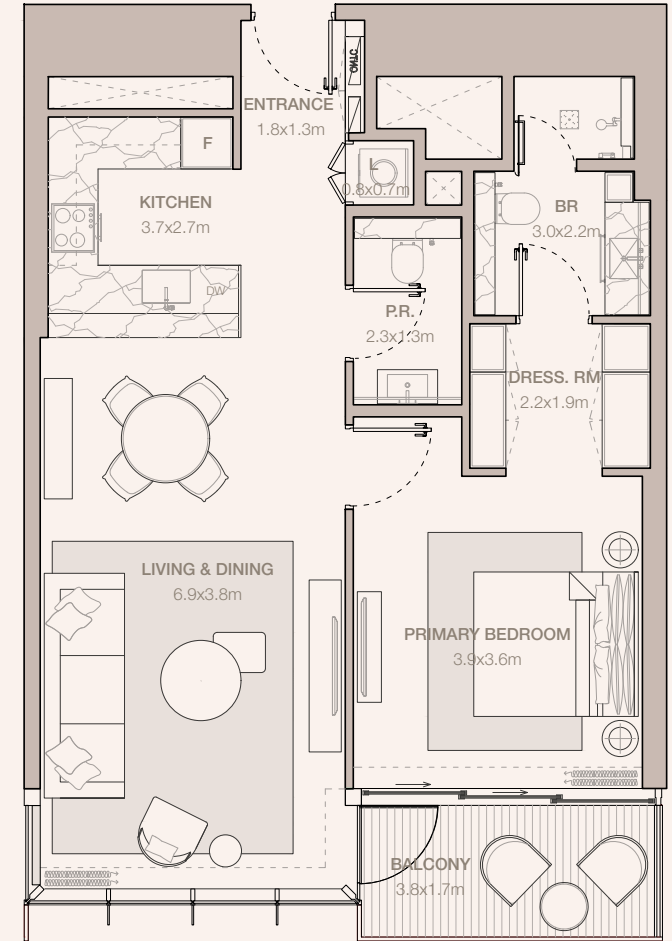 ENTRANCE
1.8x1.3m
F
KITCHEN
3.7x2.7m
L
0.8x0.7m
BR
3.0x2.2m
DW
P.R.
2.3x1.3m
DRESS. RM
2.2x1.9m
LIVING & DINING
6.9x3.8m
PRIMARY BEDROOM
3.9x3.6m
BALCONY
3.8x1.7m